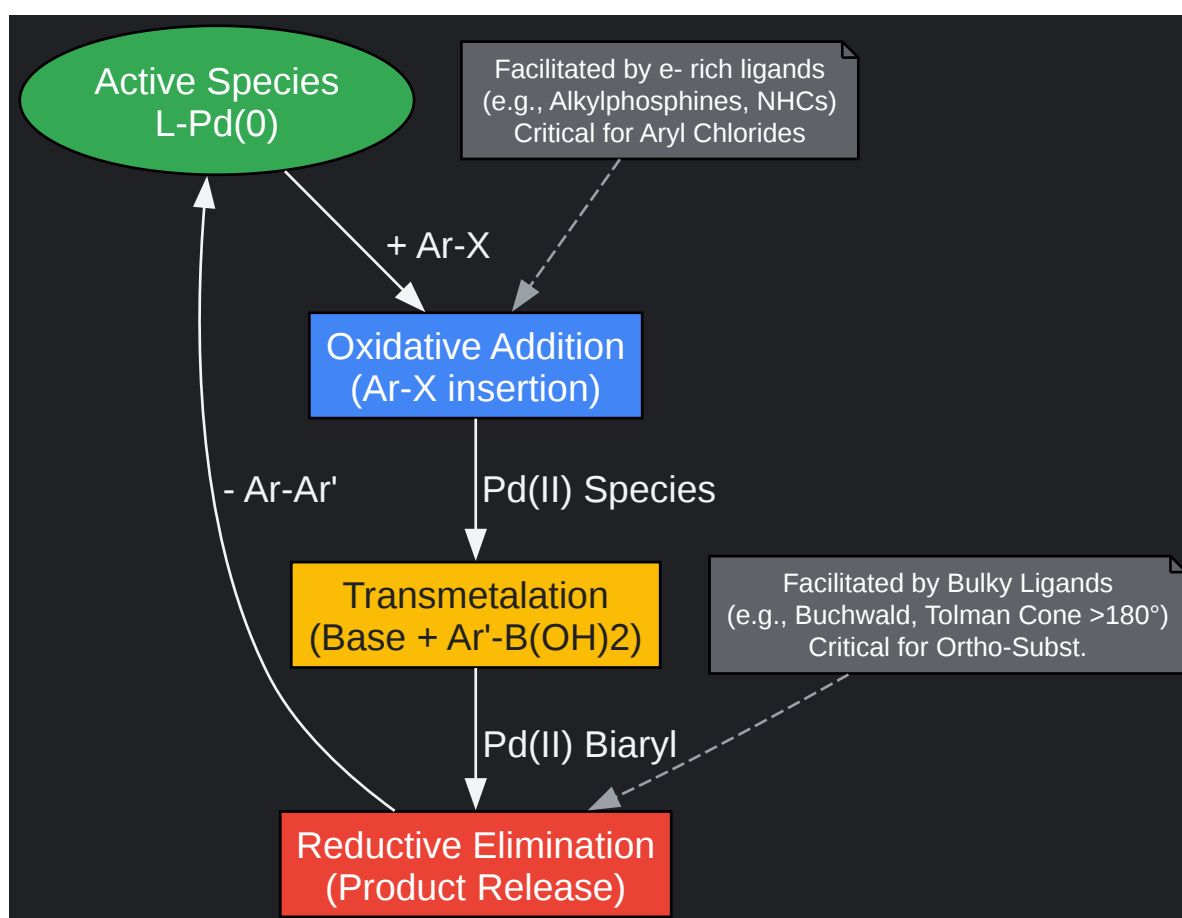 Active Species
L-Pd(0)
Facilitated by e- rich ligands
(e.g., Alkylphosphines, NHCs)
Critical for Aryl Chlorides
+ Ar-X
Oxidative Addition
(Ar-X insertion)
- Ar-Ar'
Pd(II) Species
Transmetalation
(Base + Ar'-B(OH)2)
Facilitated by Bulky Ligands
(e.g., Buchwald, Tolman Cone >180°)
Critical for Ortho-Subst.
Pd(II) Biaryl
Reductive Elimination
(Product Release)